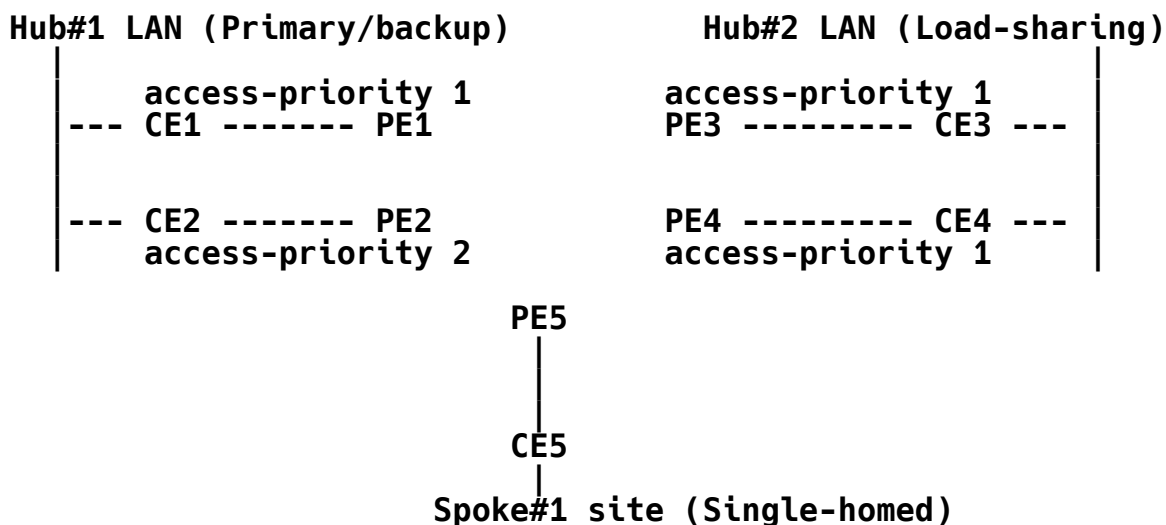 Hub#1 LAN (Primary/backup)          Hub#2 LAN (Load-sharing)
access-priority 1          access-priority 1
--- CE1 ------- PE1          PE3 --------- CE3 ---
--- CE2 ------- PE2          PE4 --------- CE4 ---
access-priority 2          access-priority 1
PE5
CE5
Spoke#1 site (Single-homed)